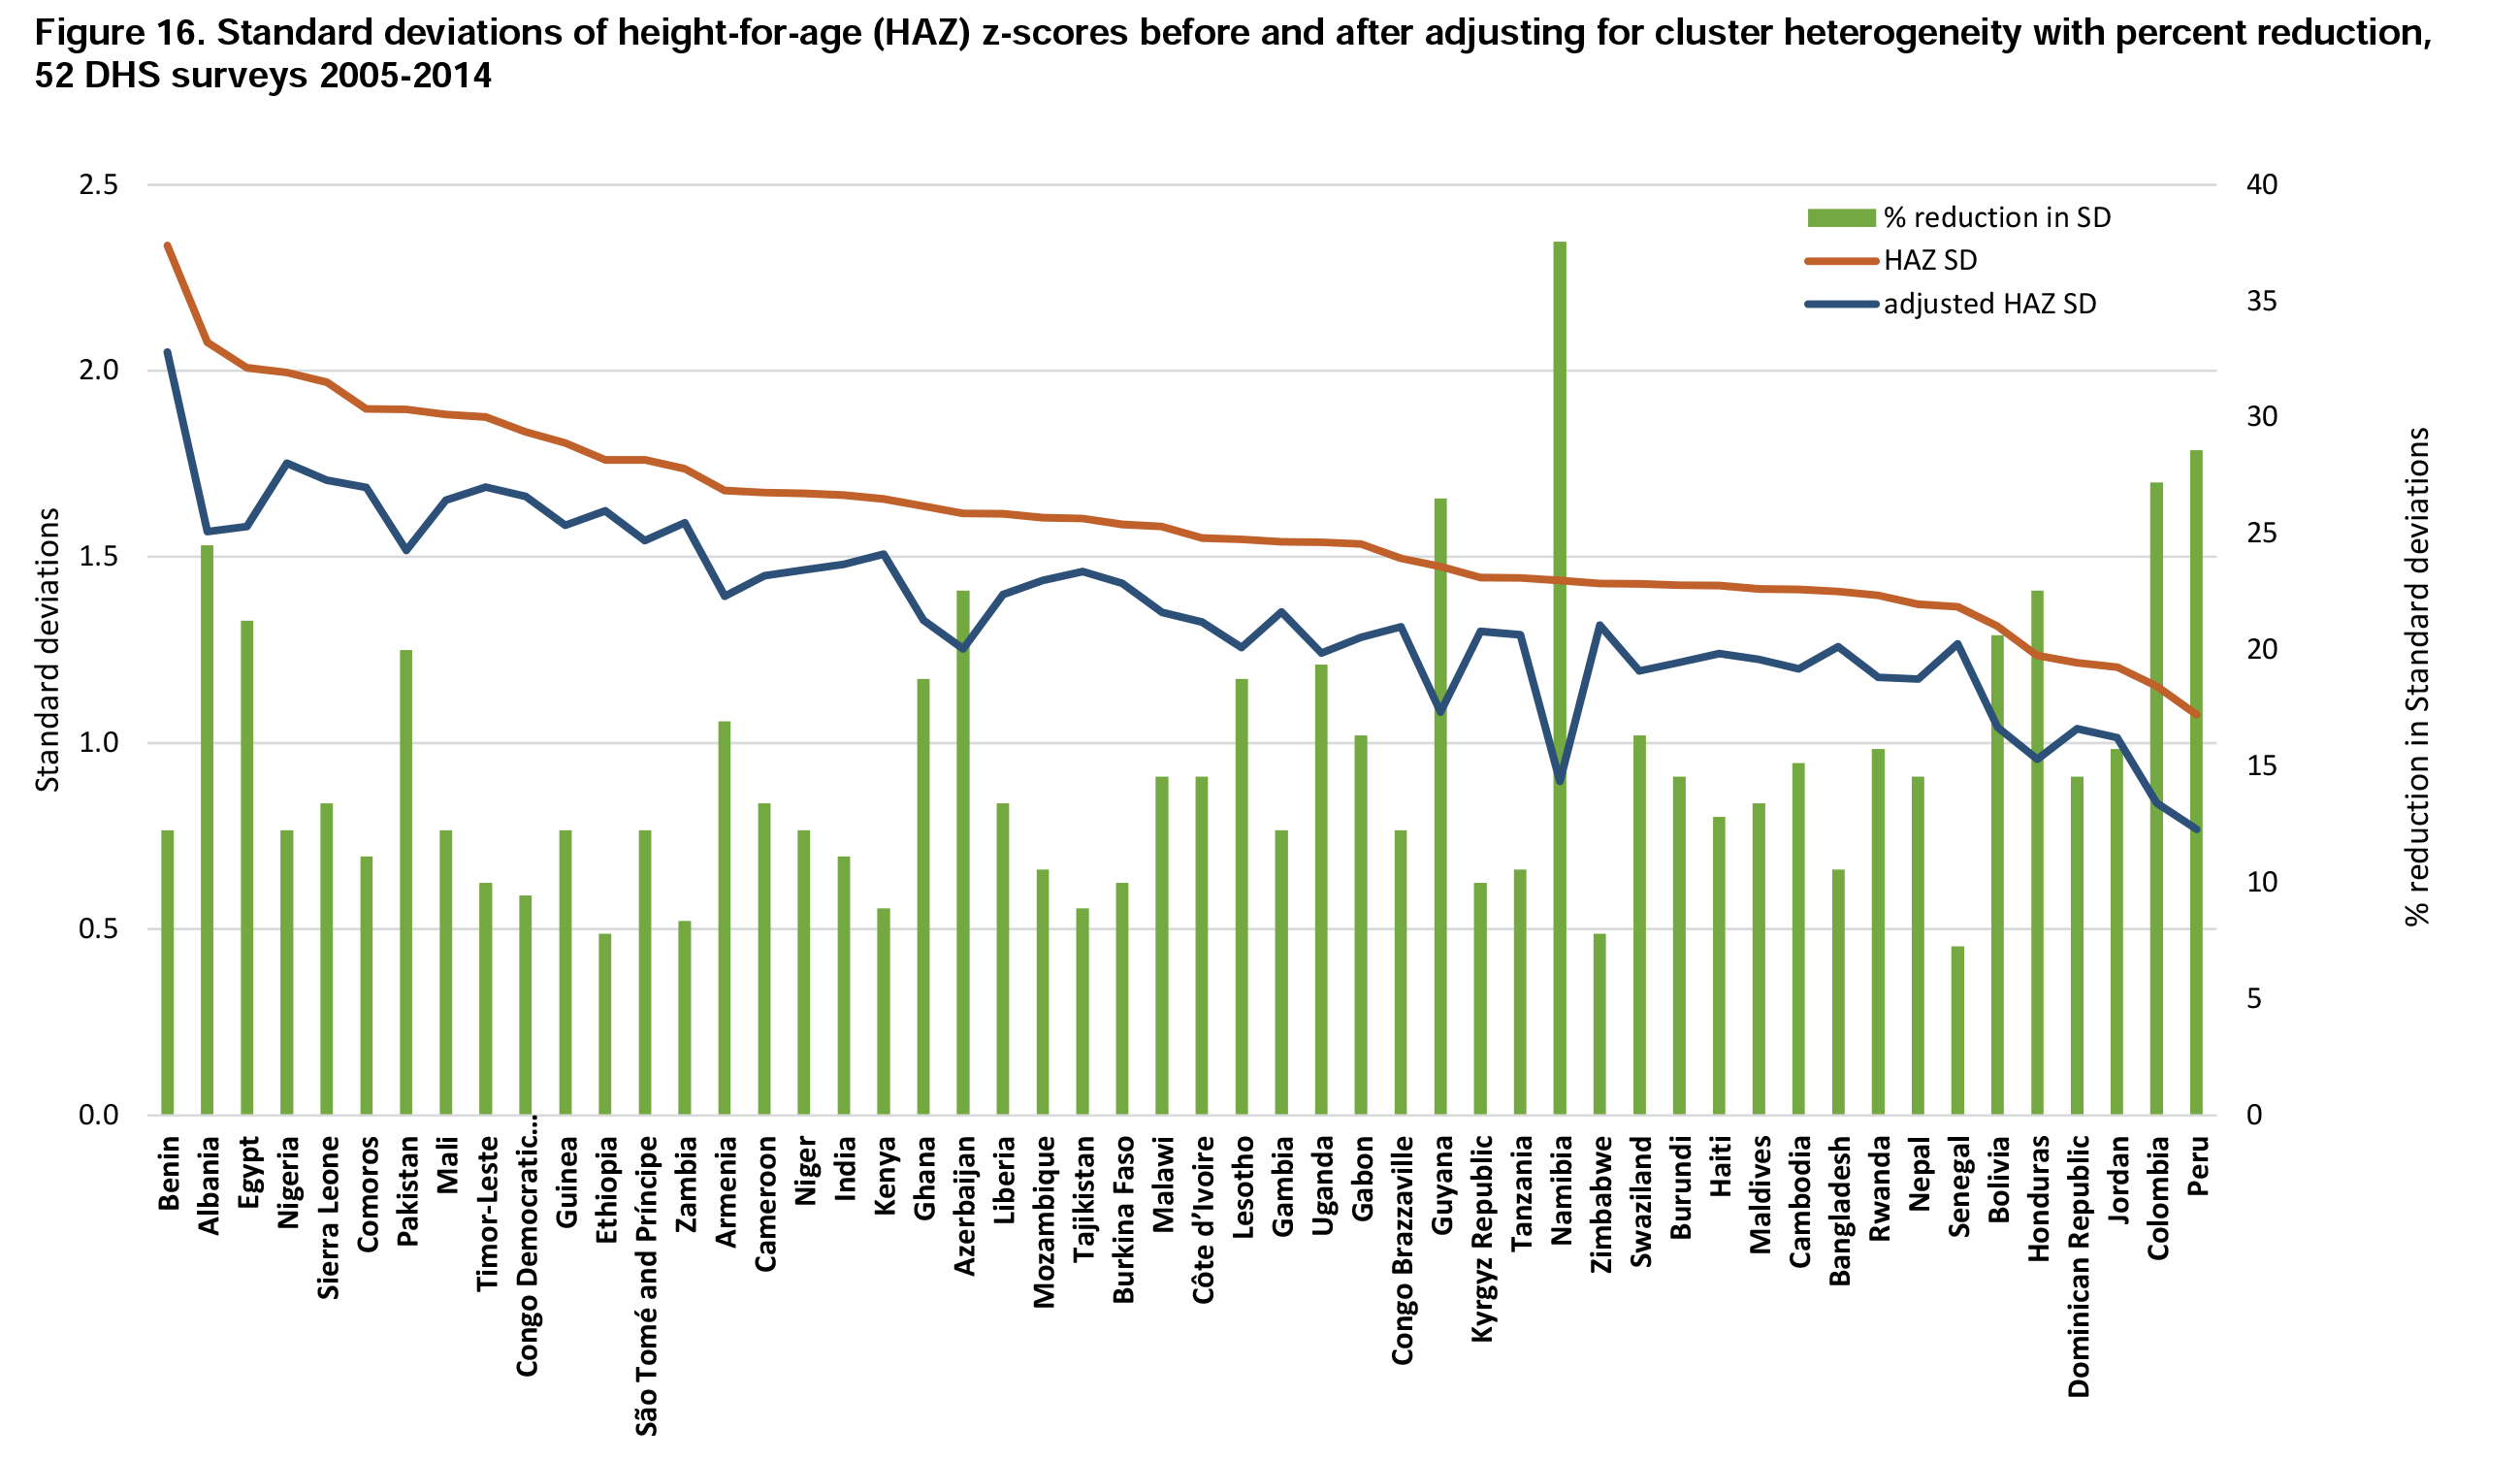 Figure 16. Standard deviations of height-for-age (HAZ) z-scores before and after adjusting for cluster heterogeneity with percent reduction,
52 DHS surveys 2005-2014
2.5
2.0
1.5
1.0
0.5
0.0
Standard deviations
40
35
30
25
20
15
10
5
0
% reduction in Standard deviations
% reduction in SD
HAZ SD
adjusted HAZ SD
Benin
Albania
Egypt
Nigeria
Sierra Leone
Comoros
Pakistan
Mali
Timor-Leste
Congo Democratic...
Guinea
Ethiopia
São Tomé and Príncipe
Zambia
Armenia
Cameroon
Niger
India
Kenya
Ghana
Azerbaijan
Liberia
Mozambique
Tajikistan
Burkina Faso
Malawi
Côte d’Ivoire
Lesotho
Gambia
Uganda
Gabon
Congo Brazzaville
Guyana
Kyrgyz Republic
Tanzania
Namibia
Zimbabwe
Swaziland
Burundi
Haiti
Maldives
Cambodia
Bangladesh
Rwanda
Nepal
Senegal
Bolivia
Honduras
Dominican Republic
Jordan
Colombia
Peru